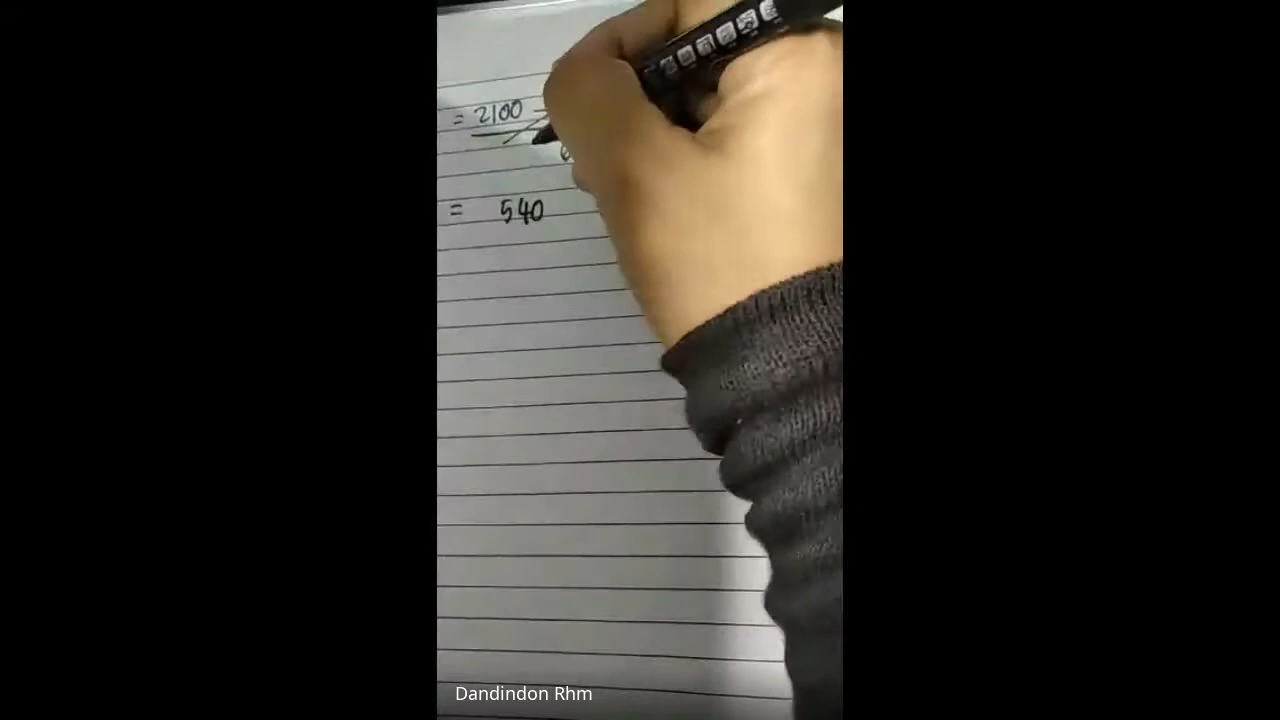 = 2100 -
= 540
Dandindon Rhm